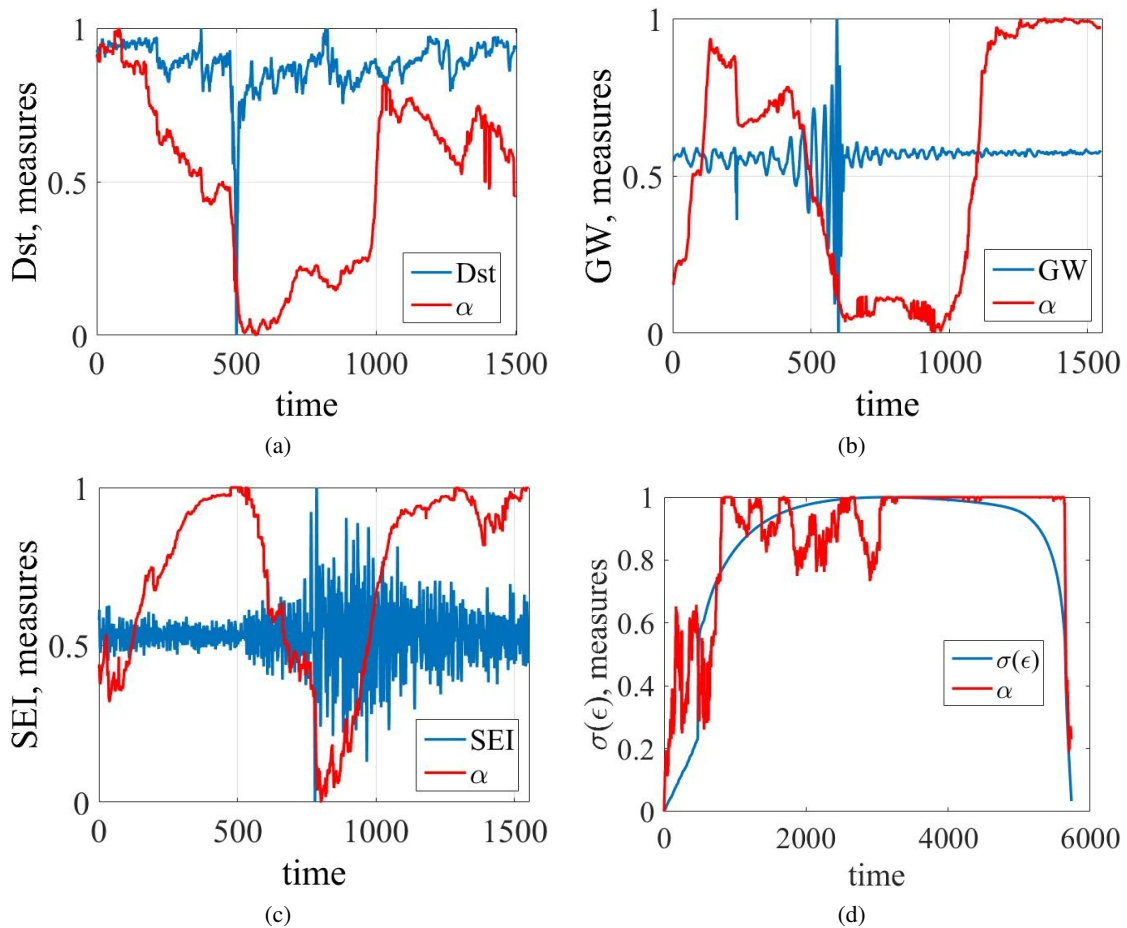 1
0.5
0
Dst, measures
Dst
α
0
500
1000
1500
time
(a)
1
0.5
0
GW, measures
GW
α
0
500
1000
1500
time
(b)
1
0.5
0
SEI, measures
SEI
α
0
500
1000
1500
time
(c)
1
0.8
0.6
0.4
0.2
0
σ(ϵ), measures
σ(ϵ)
α
0
2000
4000
6000
time
(d)